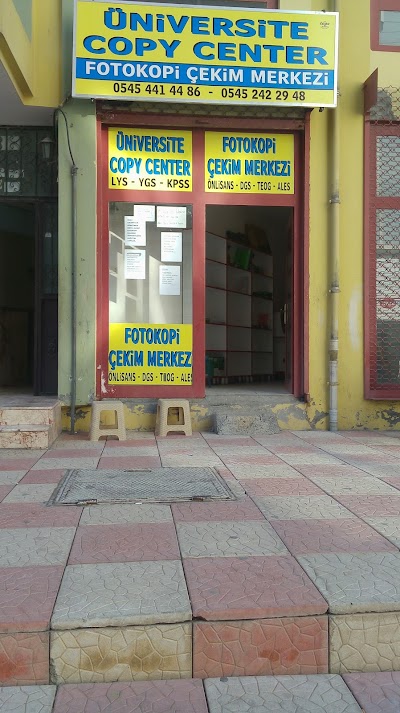 ÜNİVERSİTE
COPY CENTER
FOTOKOPİ ÇEKİM MERKEZİ
0545 441 44 86 - 0545 242 29 48
ÜNİVERSİTE
COPY CENTER
LYS - YGS - KPSS
FOTOKOPİ
ÇEKİM MERKEZİ
ÖNLİSANS - DGS - TEOG - ALES
FOTOKOPİ
ÇEKİM MERKEZ
ÖNLİSANS - DGS - TEOG - ALES